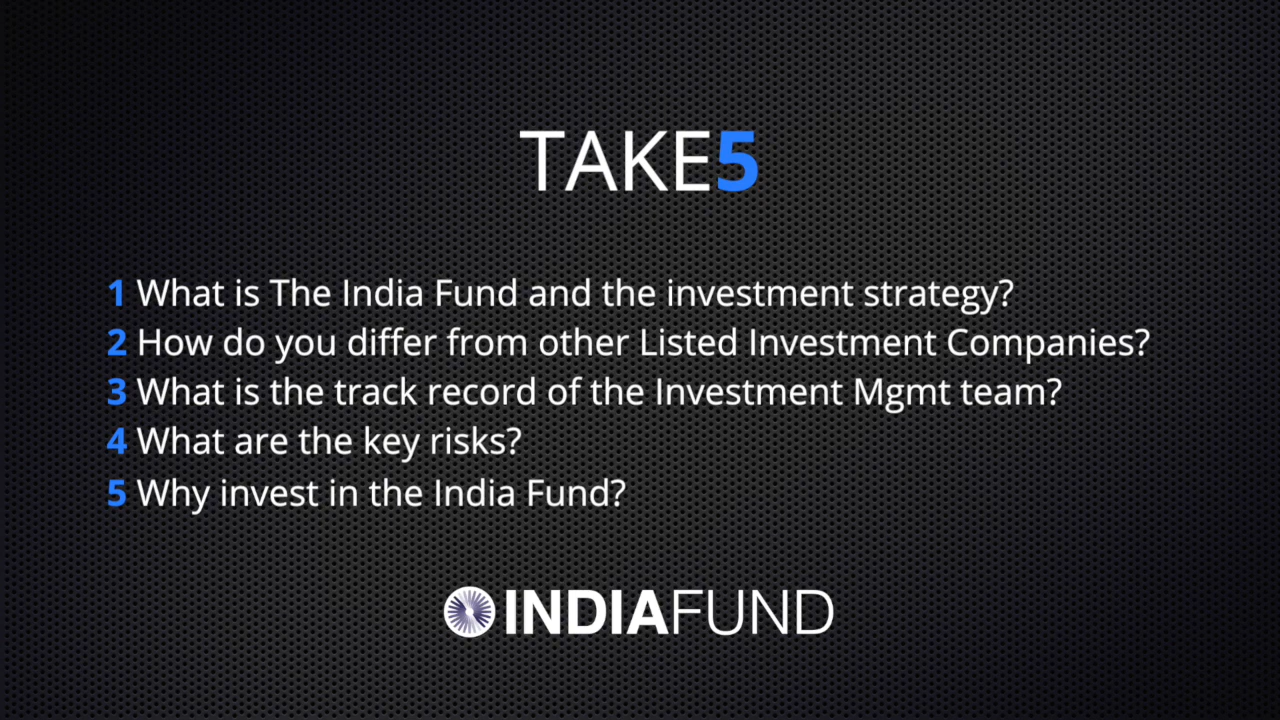 TAKE5
1 What is The India Fund and the investment strategy?
2 How do you differ from other Listed Investment Companies?
3 What is the track record of the Investment Mgmt team?
4 What are the key risks?
5 Why invest in the India Fund?
INDIAFUND